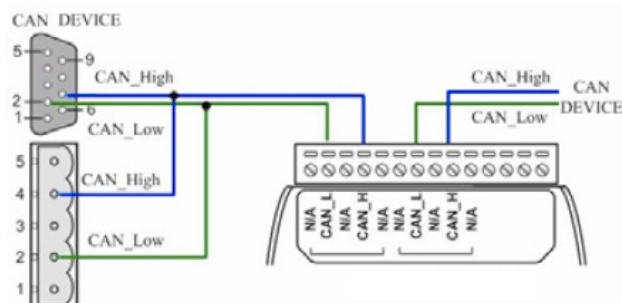 CAN DEVICE
5
9
CAN_High
2
1
6
CAN_Low
5
4
CAN_High
3
CAN_Low
2
1
CAN_High
CAN
DEVICE
CAN_Low
N/A CAN_L N/A CAN_H N/A N/A CAN_L N/A CAN_H N/A